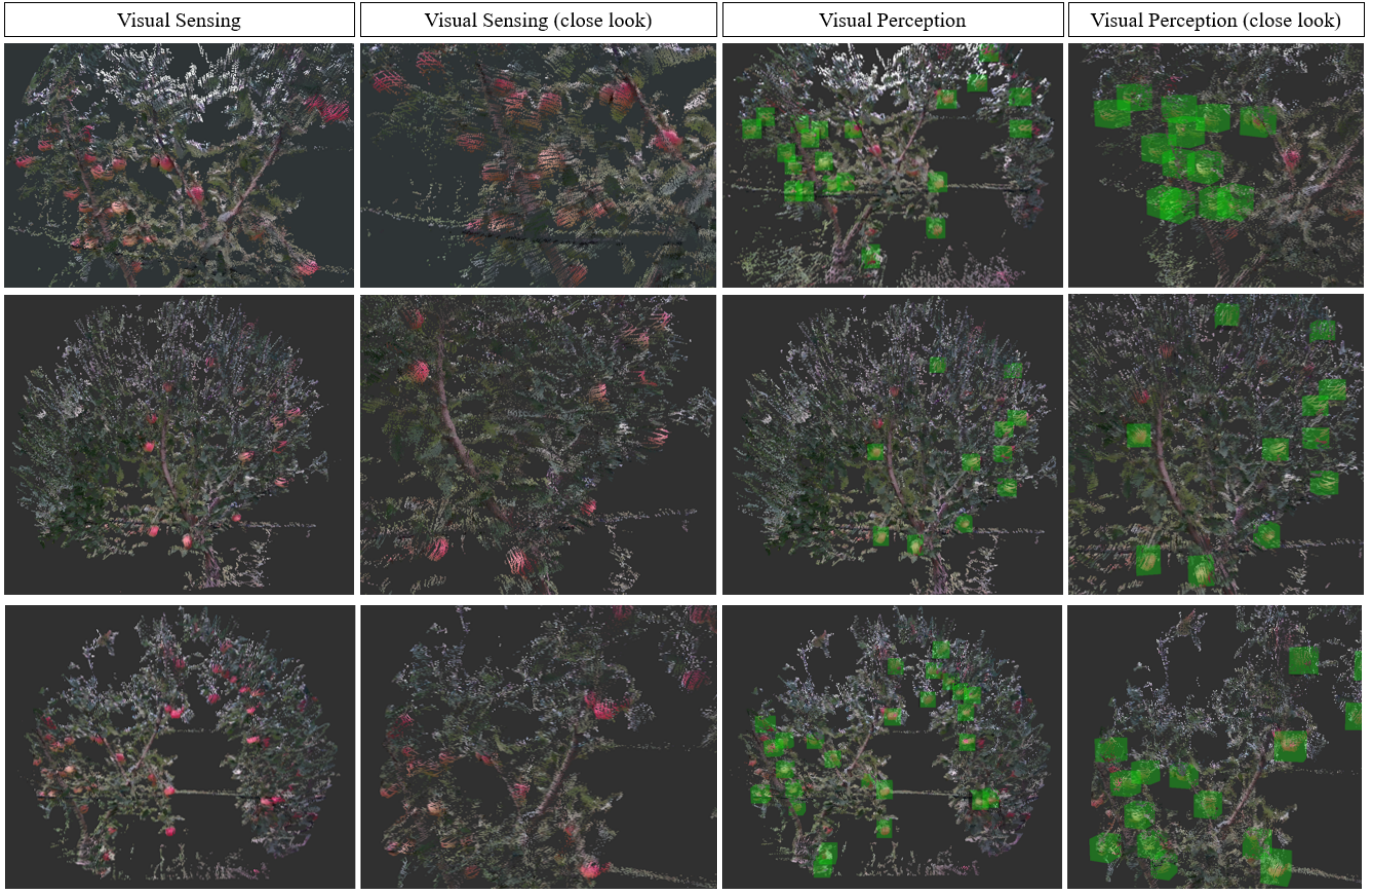 Visual Sensing
Visual Sensing (close look)
Visual Perception
Visual Perception (close look)